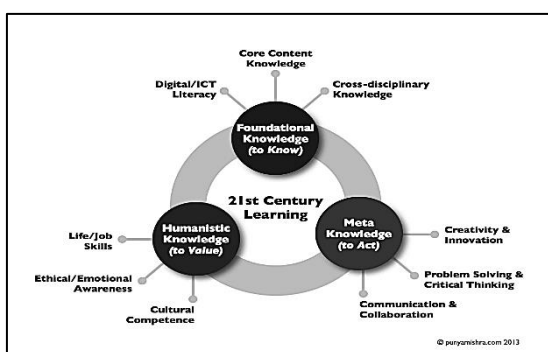 Core Content
Knowledge
Digital/ICT
Literacy
Cross-disciplinary
Knowledge
Foundational
Knowledge
(to Know)
21st Century
Learning
Humanistic
Knowledge
(to Value)
Meta
Knowledge
(to Act)
Life/Job
Skills
Ethical/Emotional
Awareness
Cultural
Competence
Creativity &
Innovation
Problem Solving &
Critical Thinking
Communication &
Collaboration
© punyamishra.com 2013